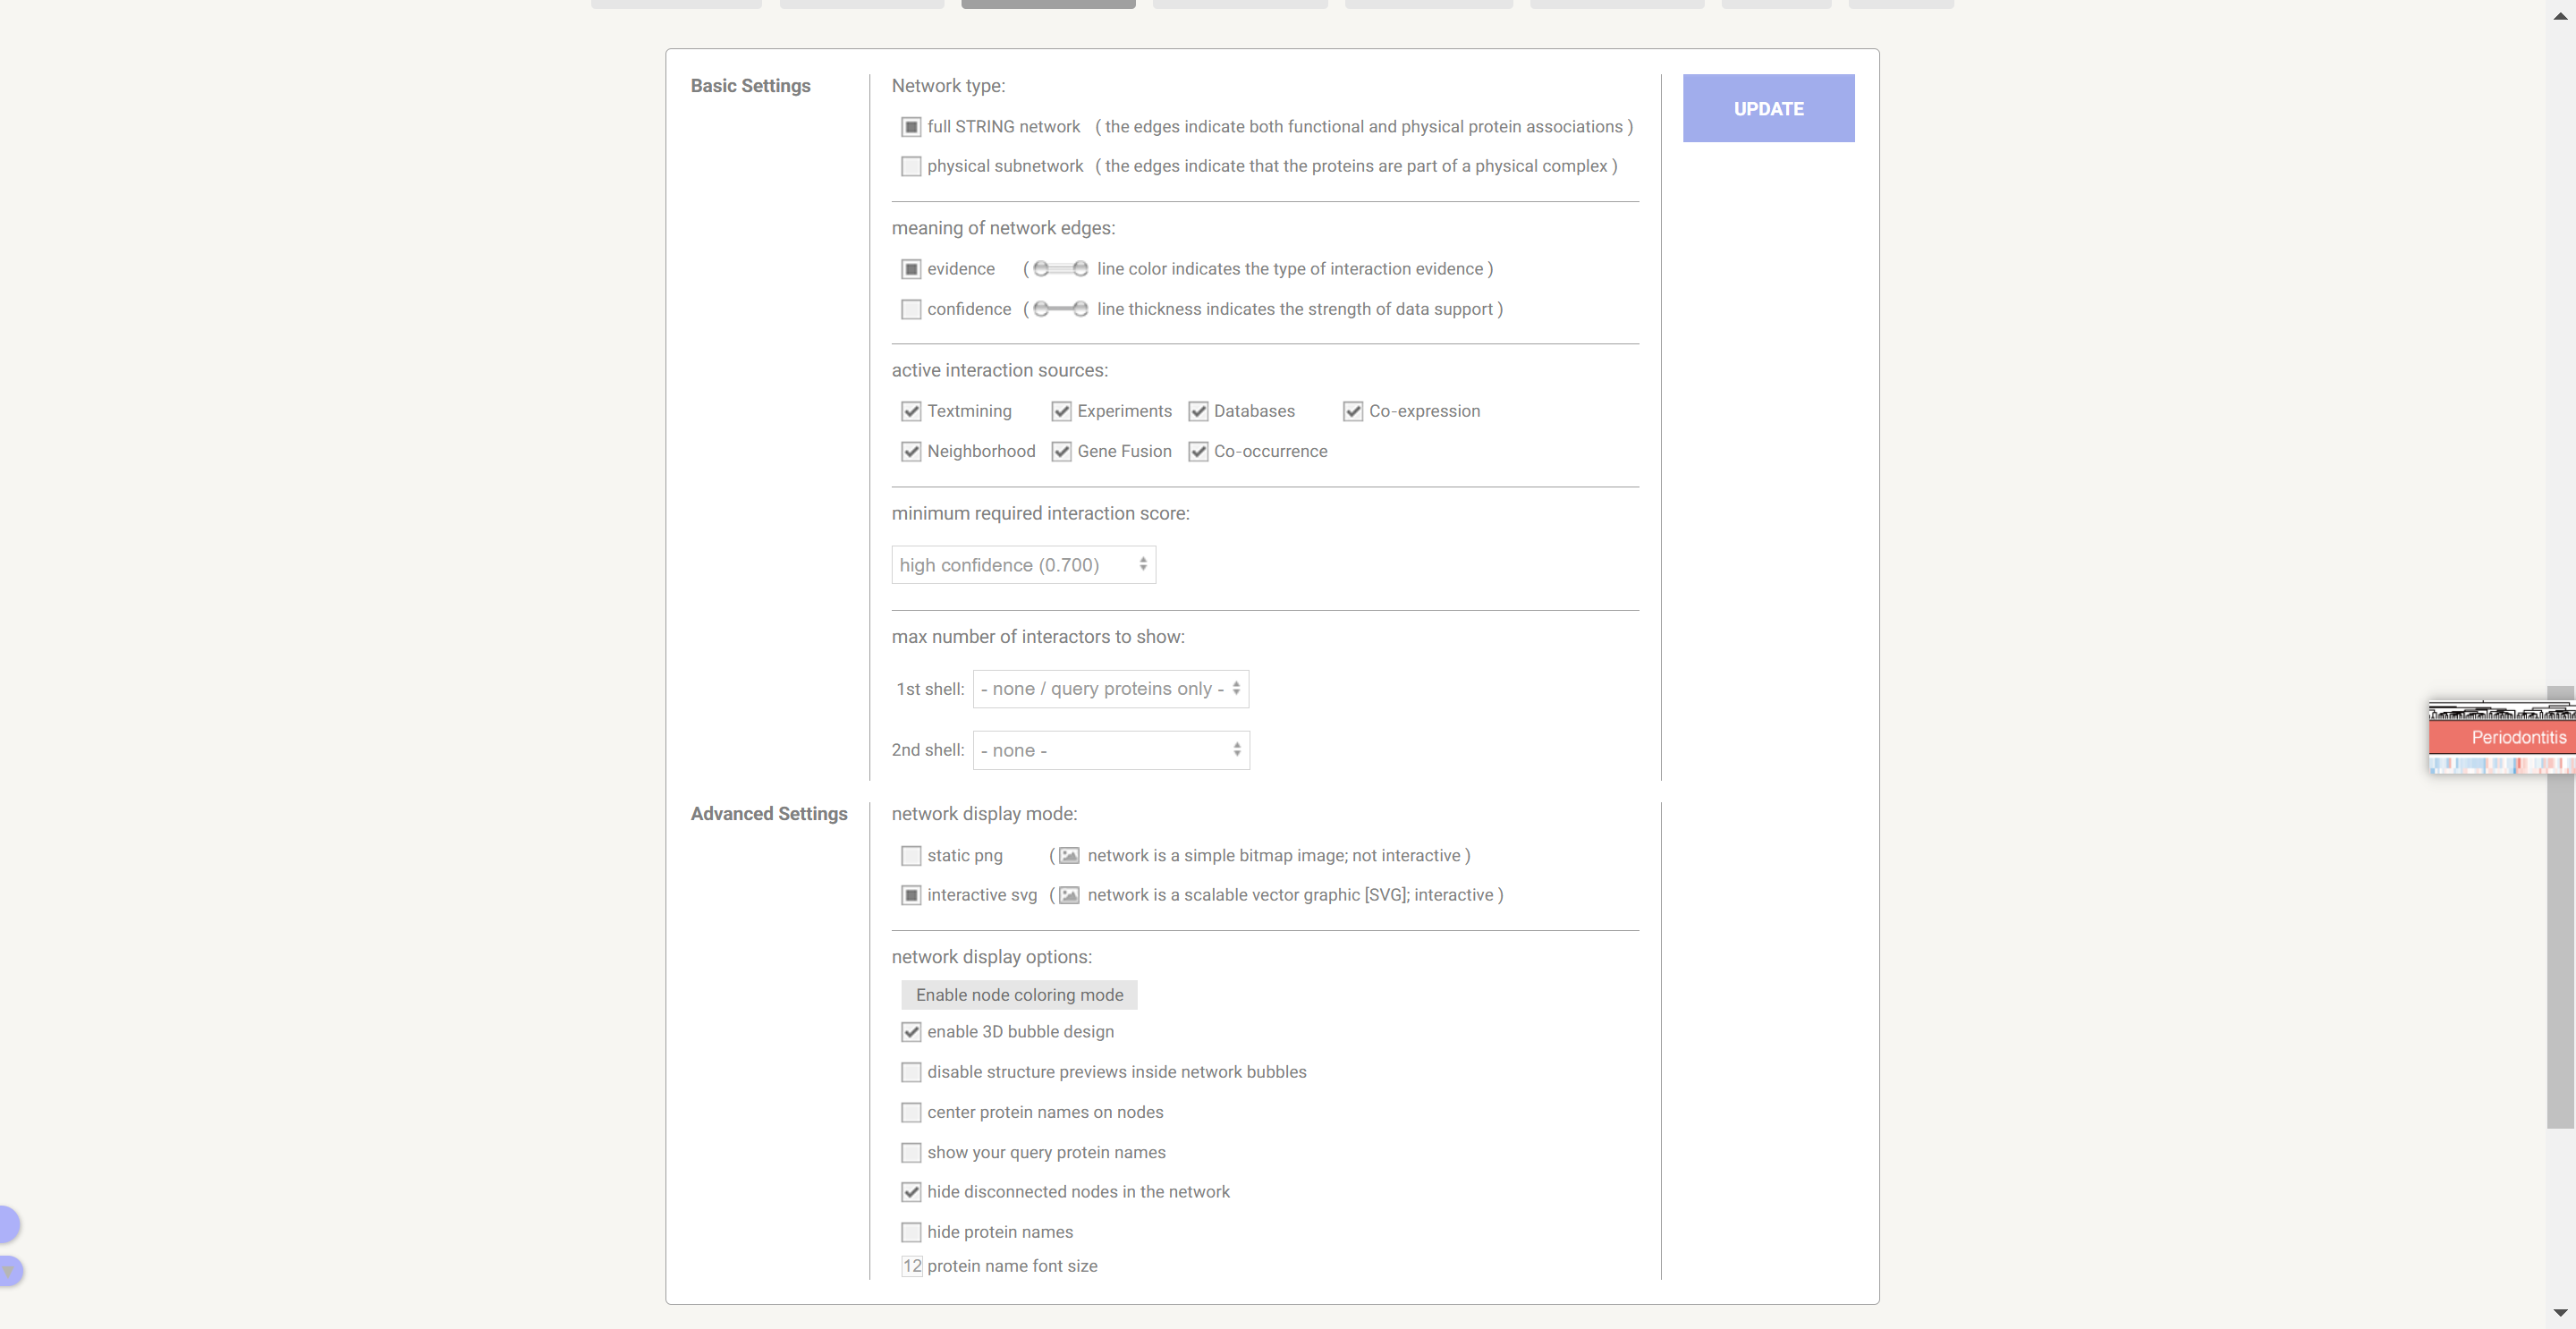 Basic Settings
Network type:
UPDATE
full STRING network ( the edges indicate both functional and physical protein associations )
physical subnetwork ( the edges indicate that the proteins are part of a physical complex )
meaning of network edges:
evidence ( line color indicates the type of interaction evidence )
confidence ( line thickness indicates the strength of data support )
active interaction sources:
Textmining Experiments Databases Co-expression
Neighborhood Gene Fusion Co-occurrence
minimum required interaction score:
high confidence (0.700)
max number of interactors to show:
1st shell: - none / query proteins only -
2nd shell: - none -
Periodontitis
Advanced Settings
network display mode:
static png ( network is a simple bitmap image; not interactive )
interactive svg ( network is a scalable vector graphic [SVG]; interactive )
network display options:
Enable node coloring mode
enable 3D bubble design
disable structure previews inside network bubbles
center protein names on nodes
show your query protein names
hide disconnected nodes in the network
hide protein names
12 protein name font size